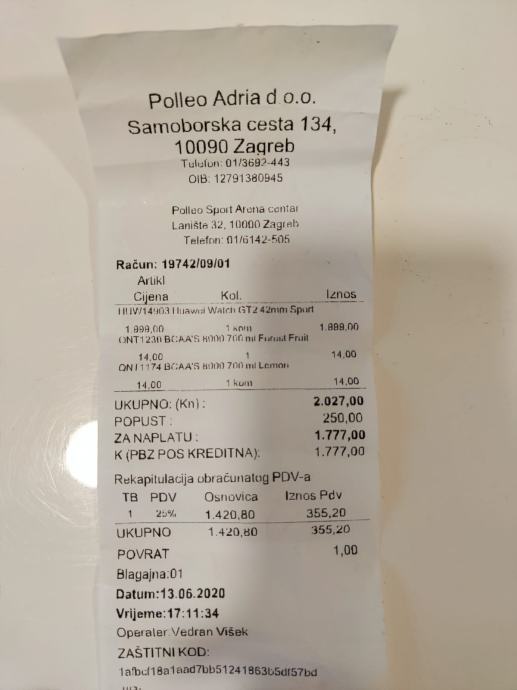 Polleo Adria d.o.o.
Samoborska cesta 134,
10090 Zagreb
Telefon: 01/3692-443
OIB: 12791380945
Polleo Sport Arena centar
Lanište 32, 10000 Zagreb
Telefon: 01/6142-505
Račun: 19742/09/01
Artikl
Cijena Kol. Iznos
HUV/14903 Huawei Watch GT2 42mm Sport
1.999,00 1 kom 1.999,00
QNT1230 BCAA'S 8000 700 ml Forest Fruit
14,00 1 14,00
QNT1174 BCAA'S 8000 700 ml Lemon
14,00 1 kom 14,00
UKUPNO: (Kn) : 2.027,00
POPUST : 250,00
ZA NAPLATU : 1.777,00
K (PBZ POS KREDITNA): 1.777,00
Rekapitulacija obračunatog PDV-a
TB PDV Osnovica Iznos Pdv
1 25% 1.420,80 355,20
UKUPNO 1.420,80 355,20
POVRAT 1,00
Blagajna:01
Datum:13.06.2020
Vrijeme:17:11:34
Operater:Vedran Višek
ZAŠTITNI KOD: